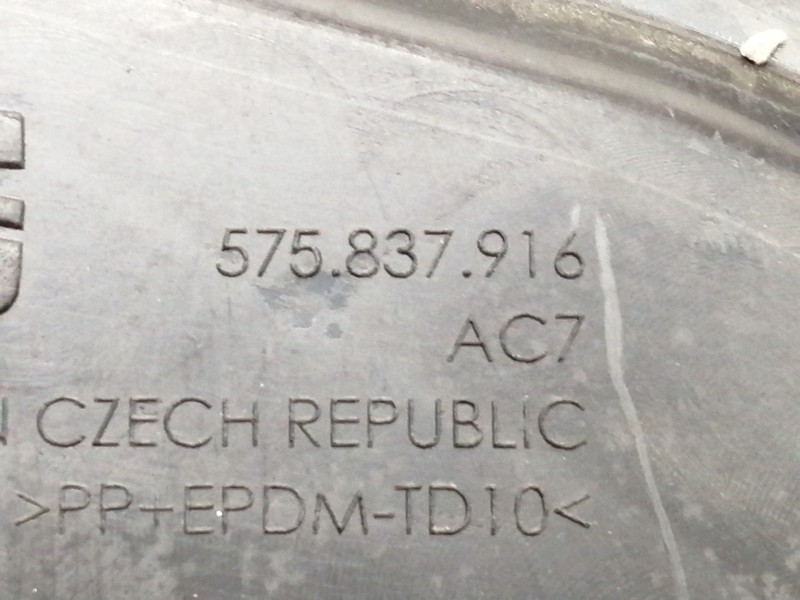 575.837.916
AC7
CZECH REPUBLIC
>PP+EPDM-TD10<